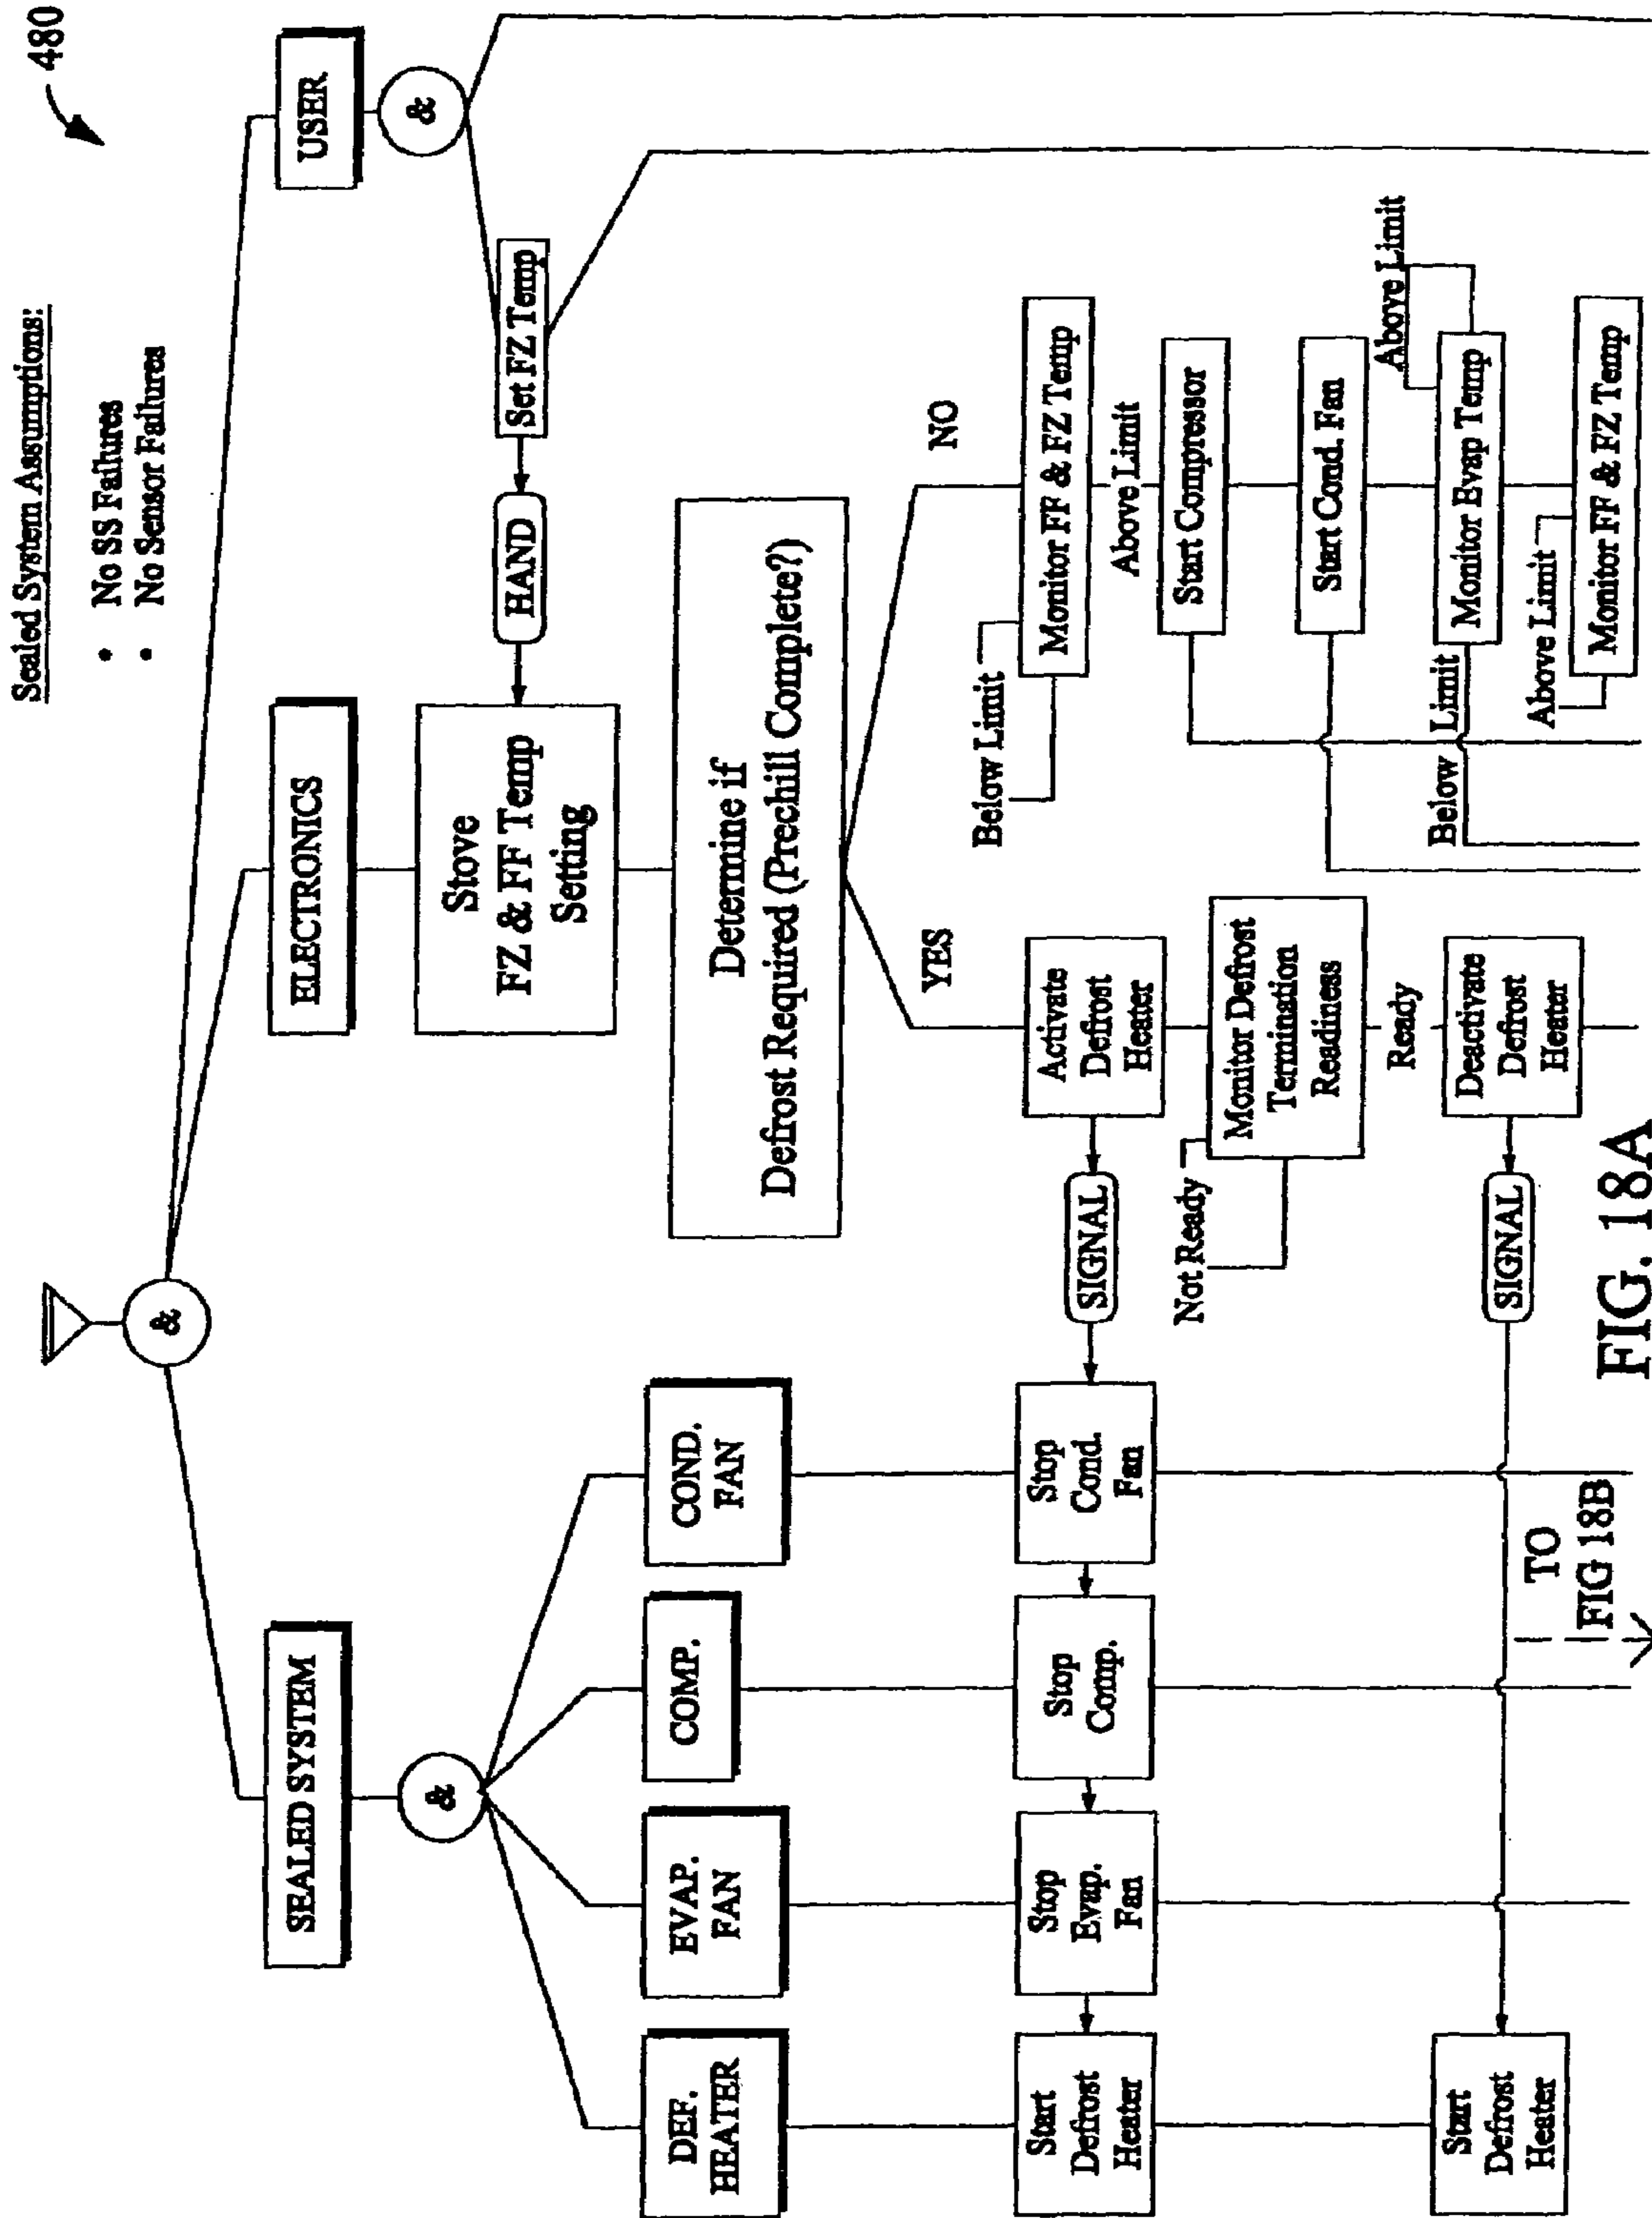 480
Sealed System Assumptions:
• No SS Failures
• No Sensor Failures
&
SEALED SYSTEM
ELECTRONICS
USER
&
&
DEF.
HEATER
EVAP.
FAN
COMP.
COND.
FAN
Stove
FZ & FF Temp
Setting
HAND
Set FZ Temp
Determine if
Defrost Required (Prechill Complete?)
YES
NO
Start
Defrost
Heater
Stop
Evap.
Fan
Stop
Comp.
Stop
Cond.
Fan
SIGNAL
Activate
Defrost
Heater
Below Limit
Monitor FF & FZ Temp
Above Limit
Not Ready
Monitor Defrost
Termination
Readiness
Start Compressor
Ready
Start Cond. Fan
Start
Defrost
Heater
SIGNAL
Deactivate
Defrost
Heater
Below Limit
Monitor Evap Temp
Above Limit
Above Limit
Monitor FF & FZ Temp
TO
FIG 18B
FIG. 18A